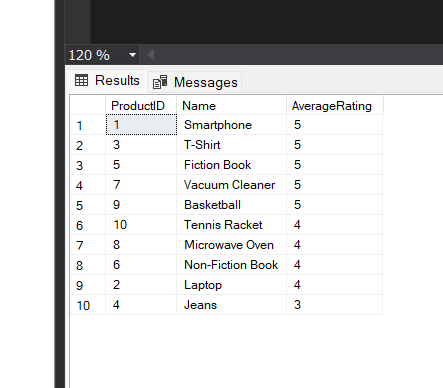 120 %
Results Messages
ProductID Name AverageRating
1 1 Smartphone 5
2 3 T-Shirt 5
3 5 Fiction Book 5
4 7 Vacuum Cleaner 5
5 9 Basketball 5
6 10 Tennis Racket 4
7 8 Microwave Oven 4
8 6 Non-Fiction Book 4
9 2 Laptop 4
10 4 Jeans 3